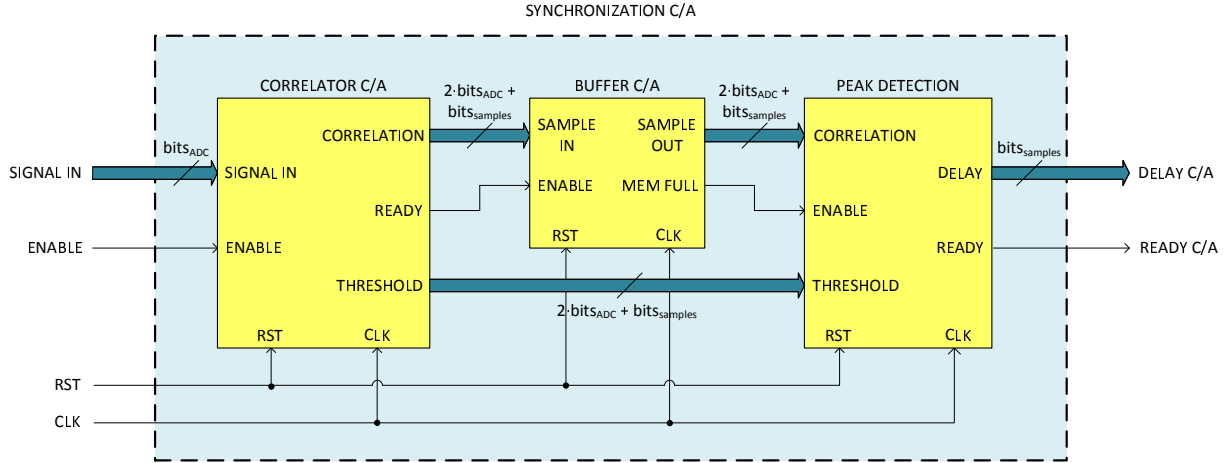 SYNCHRONIZATION C/A
CORRELATOR C/A
2·bitsADC +
bitssamples
BUFFER C/A
2·bitsADC +
bitssamples
PEAK DETECTION
SIGNAL IN
bitsADC
SIGNAL IN
ENABLE
ENABLE
CORRELATION
READY
THRESHOLD
RST
CLK
SAMPLE
IN
SAMPLE
OUT
ENABLE
MEM FULL
RST
CLK
2·bitsADC + bitssamples
CORRELATION
ENABLE
THRESHOLD
DELAY
READY
RST
CLK
bitssamples
DELAY C/A
READY C/A
RST
CLK